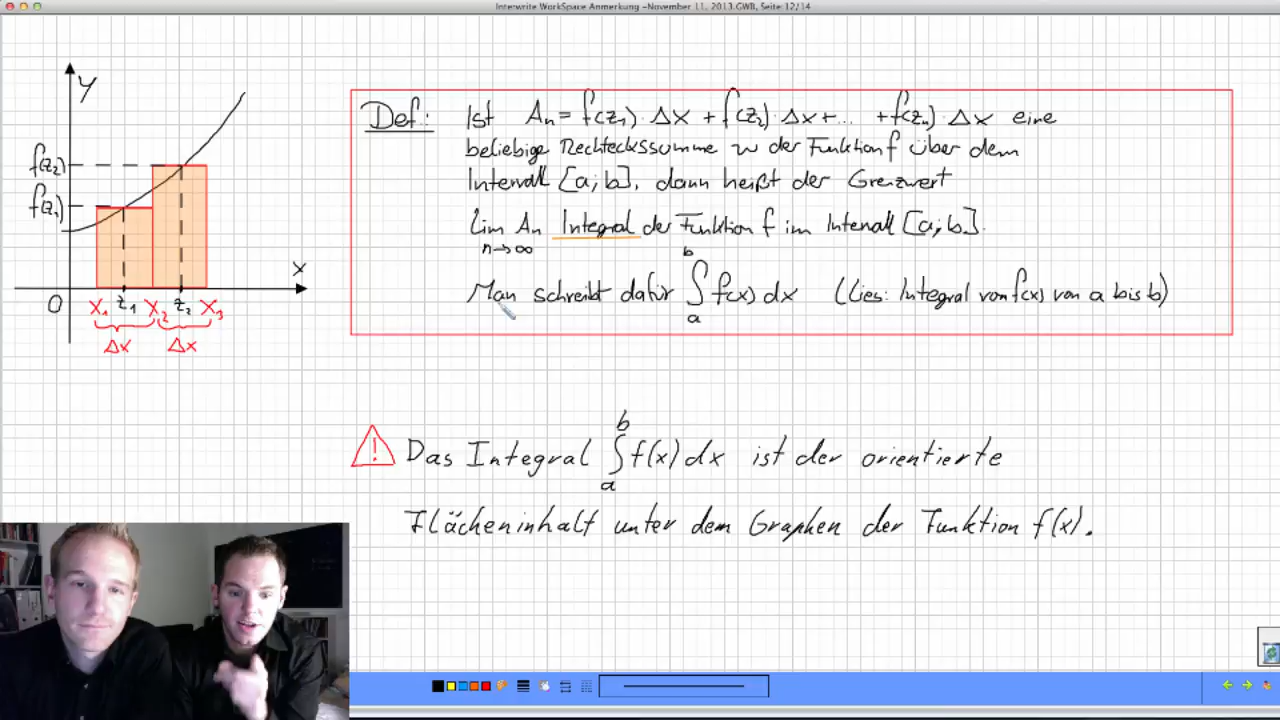 Interwrite WorkSpace Anmerkung -November 11, 2013.GWB, Seite:12/14
y
f(z₂)
f(z₁)
x
0
x₁ z₁ x₂ z₂ x₃
Δx Δx
Def.: Ist Aₙ = f(z₁) · Δx + f(z₂) · Δx + ... + f(zₙ) · Δx eine
beliebige Rechteckssumme zu der Funktion f über dem
Intervall [a; b], dann heißt der Grenzwert
lim Aₙ Integral der Funktion f im Intervall [a; b].
n→∞
Man schreibt dafür ∫ₐᵇ f(x) dx (Lies: Integral von f(x) von a bis b)
! Das Integral ∫ₐᵇ f(x) dx ist der orientierte
Flächeninhalt unter dem Graphen der Funktion f(x).